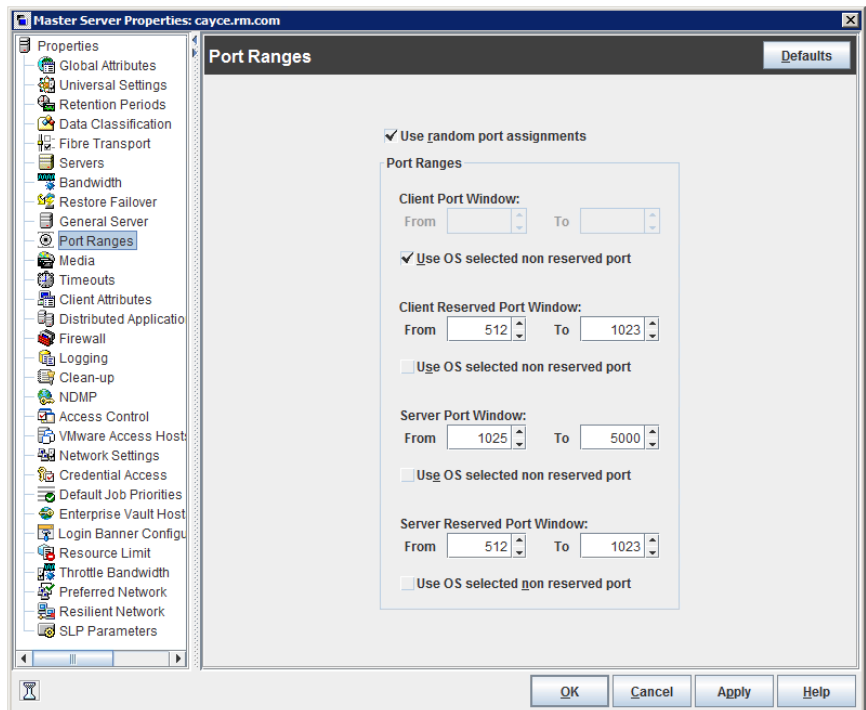 Master Server Properties: cayce.rm.com
Properties
Global Attributes
Universal Settings
Retention Periods
Data Classification
Fibre Transport
Servers
Bandwidth
Restore Failover
General Server
Port Ranges
Media
Timeouts
Client Attributes
Distributed Applicatio
Firewall
Logging
Clean-up
NDMP
Access Control
VMware Access Hosts
Network Settings
Credential Access
Default Job Priorities
Enterprise Vault Host
Login Banner Configu
Resource Limit
Throttle Bandwidth
Preferred Network
Resilient Network
SLP Parameters
Port Ranges
Defaults
Use random port assignments
Port Ranges
Client Port Window:
From To
Use OS selected non reserved port
Client Reserved Port Window:
From 512 To 1023
Use OS selected non reserved port
Server Port Window:
From 1025 To 5000
Use OS selected non reserved port
Server Reserved Port Window:
From 512 To 1023
Use OS selected non reserved port
OK Cancel Apply Help